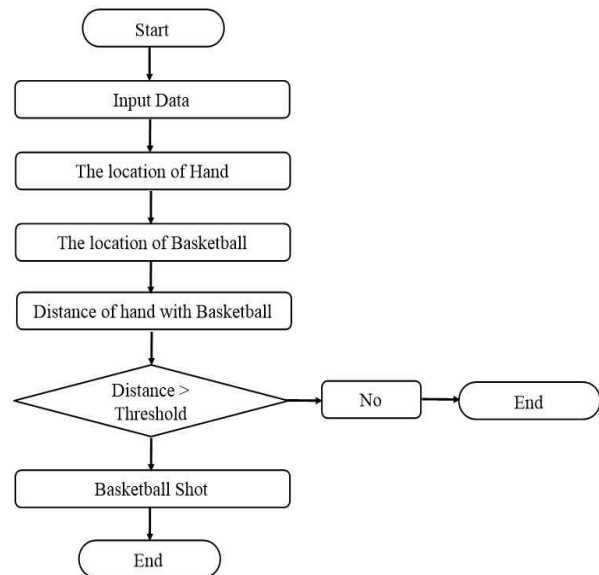 Start
Input Data
The location of Hand
The location of Basketball
Distance of hand with Basketball
Distance >
Threshold
No
End
Basketball Shot
End